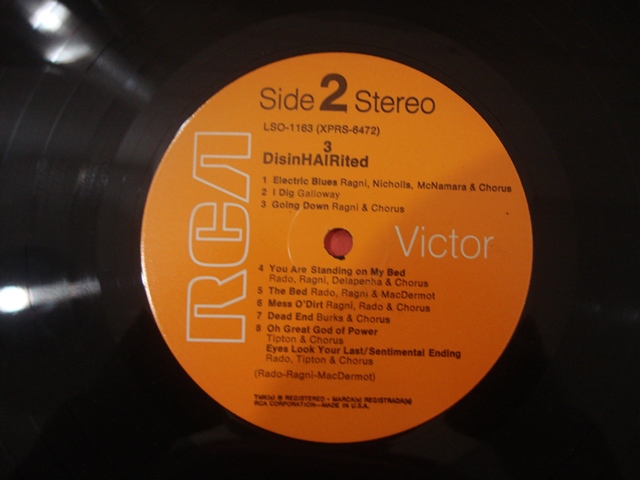 Side 2 Stereo
LSO-1163 (XPRS-6472)
3
DisinHAIRited
1 Electric Blues Ragni, Nicholls, McNamara & Chorus
2 I Dig Galloway
3 Going Down Ragni & Chorus
RCA
Victor
4 You Are Standing on My Bed
Rado, Ragni, Delapenha & Chorus
5 The Bed Rado, Ragni & MacDermot
6 Mess O'Dirt Ragni, Rado & Chorus
7 Dead End Burks & Chorus
8 Oh Great God of Power
Tipton & Chorus
Eyes Look Your Last/Sentimental Ending
Rado, Tipton & Chorus
(Rado-Ragni-MacDermot)
TMK(s) ® REGISTERED • MARCA(s) REGISTRADA(s)
RCA CORPORATION—MADE IN U.S.A.